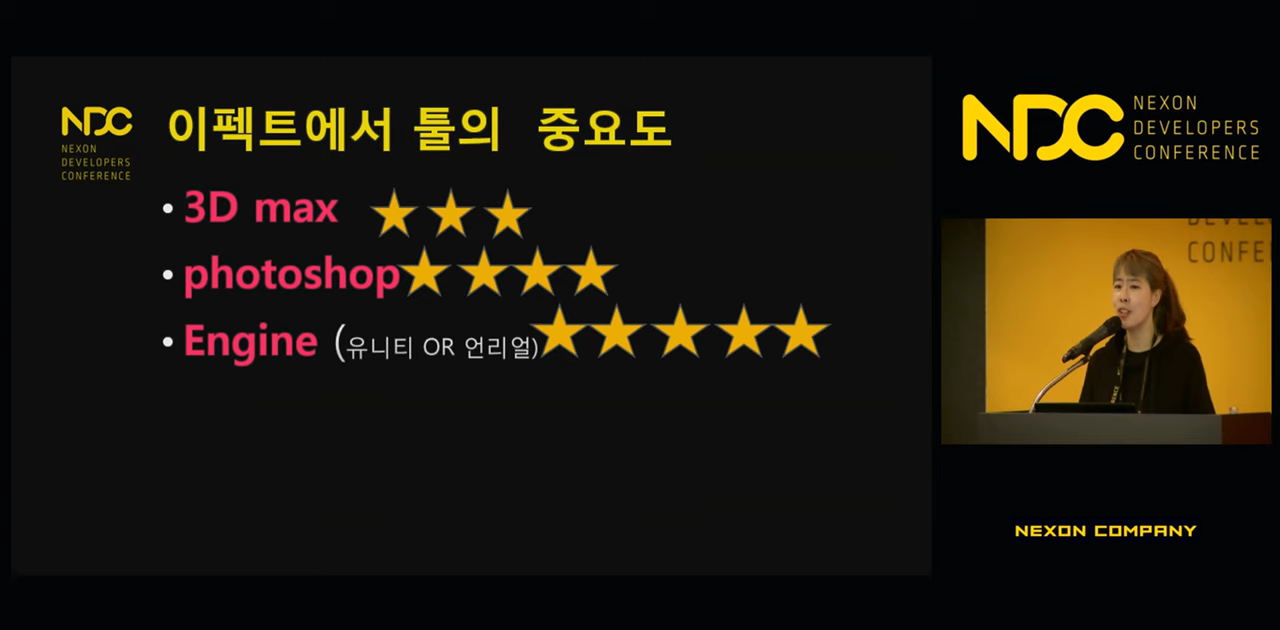 NDC
NEXON
DEVELOPERS
CONFERENCE
이펙트에서 툴의 중요도
• 3D max ★ ★ ★
• photoshop★ ★ ★ ★
• Engine (유니티 OR 언리얼)★ ★ ★ ★ ★
NDC
NEXON
DEVELOPERS
CONFERENCE
NEXON COMPANY